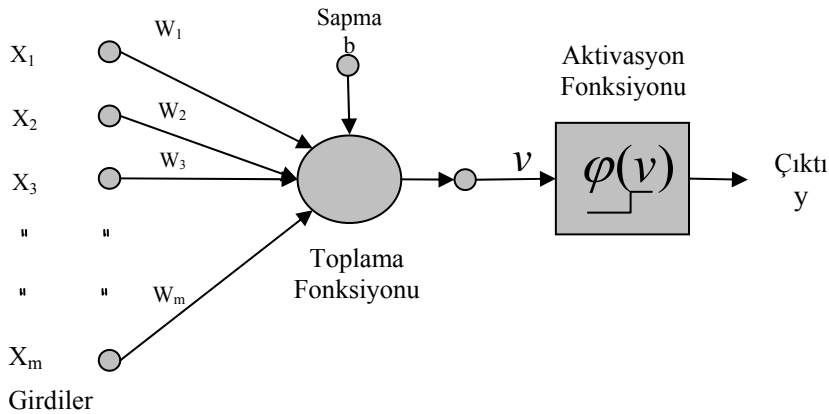 W1
Sapma
b
X1
Aktivasyon
Fonksiyonu
W2
X2
W3
v
φ(v)
Çıktı
y
X3
" "
Toplama
Fonksiyonu
" "
Wm
Xm
Girdiler